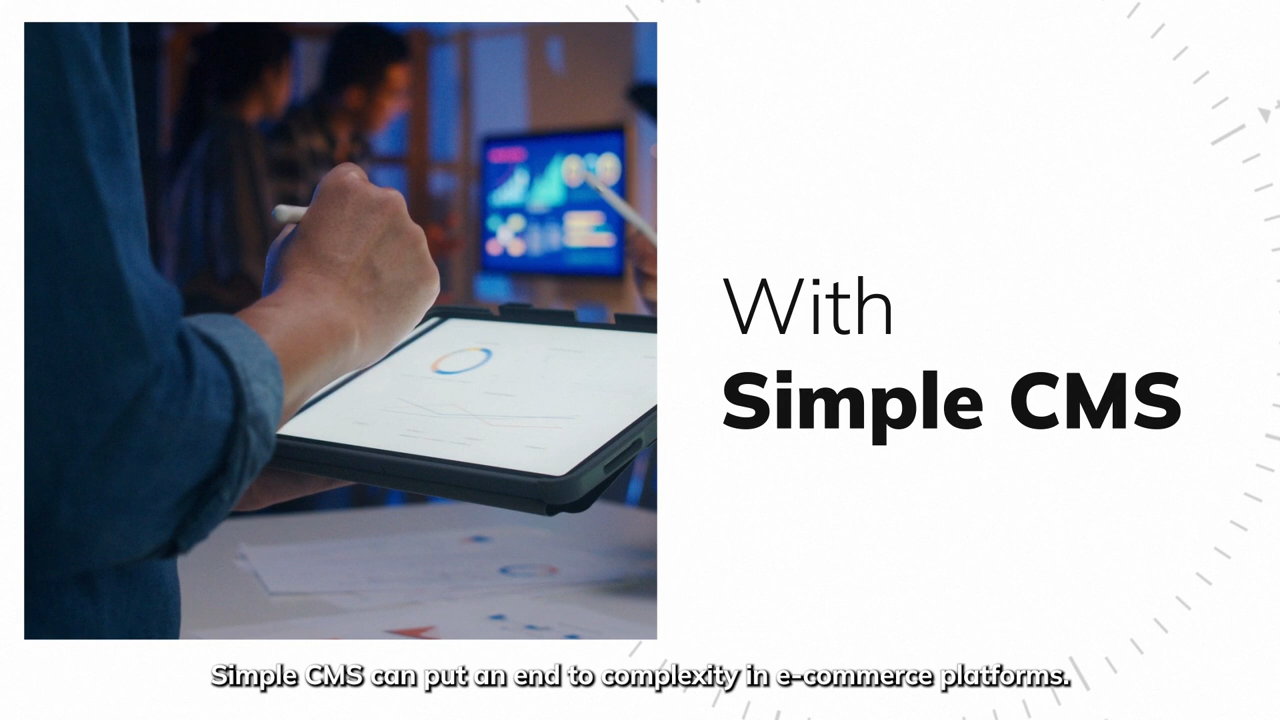 With
Simple CMS
Simple CMS can put an end to complexity in e-commerce platforms.